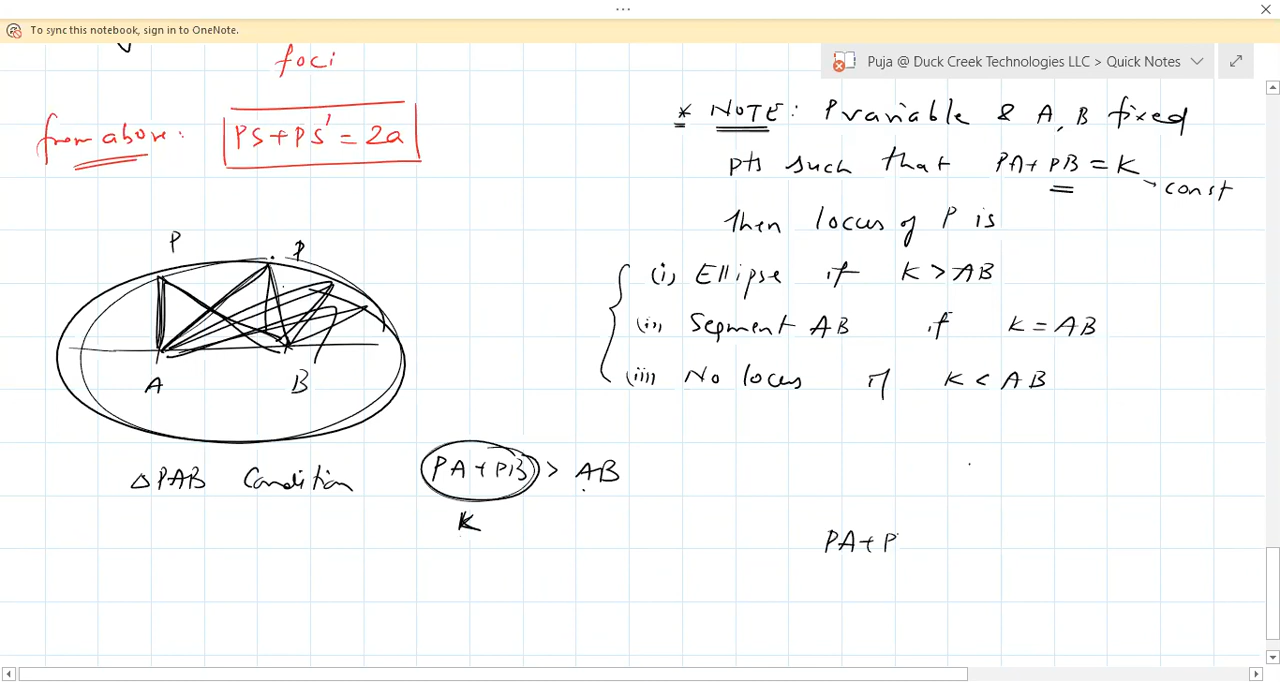 To sync this notebook, sign in to OneNote.
Puja @ Duck Creek Technologies LLC > Quick Notes
foci
from above: PS + PS' = 2a
* NOTE: P variable & A, B fixed
pts such that PA + PB = K
const
then locus of P is
(i) Ellipse if K > AB
(ii) Segment AB if K = AB
(iii) No locus if K < AB
P P
A B
△PAB Condition PA + PB > AB
K
PA + P